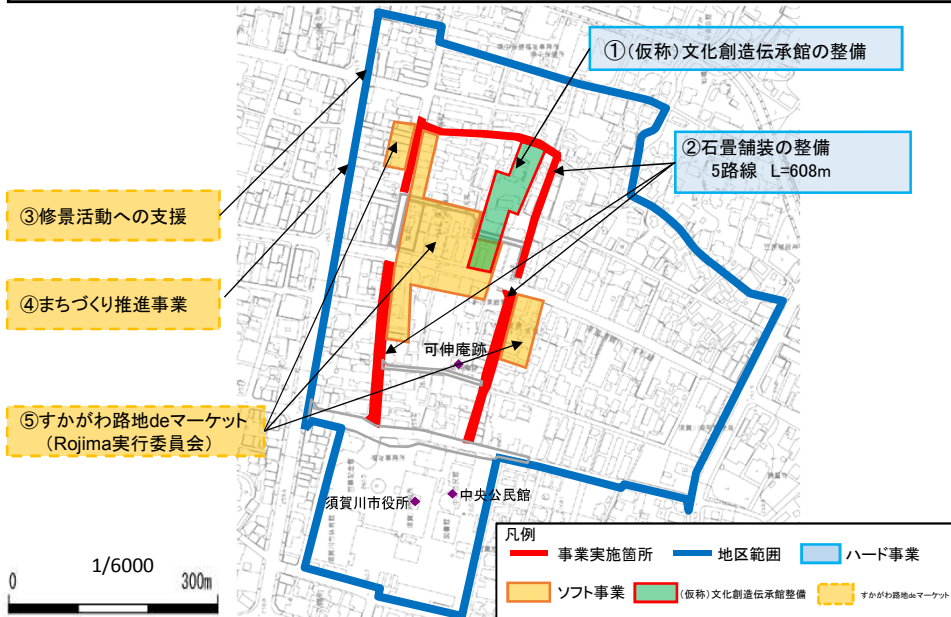 ①(仮称)文化創造伝承館の整備
②石畳舗装の整備
5路線 L=608m
③修景活動への支援
④まちづくり推進事業
可伸庵跡
⑤すかがわ路地deマーケット
(Rojima実行委員会)
須賀川市役所
中央公民館
凡例
事業実施箇所
地区範囲
ハード事業
ソフト事業
(仮称)文化創造伝承館整備
すかがわ路地deマーケット
1/6000
0
300m